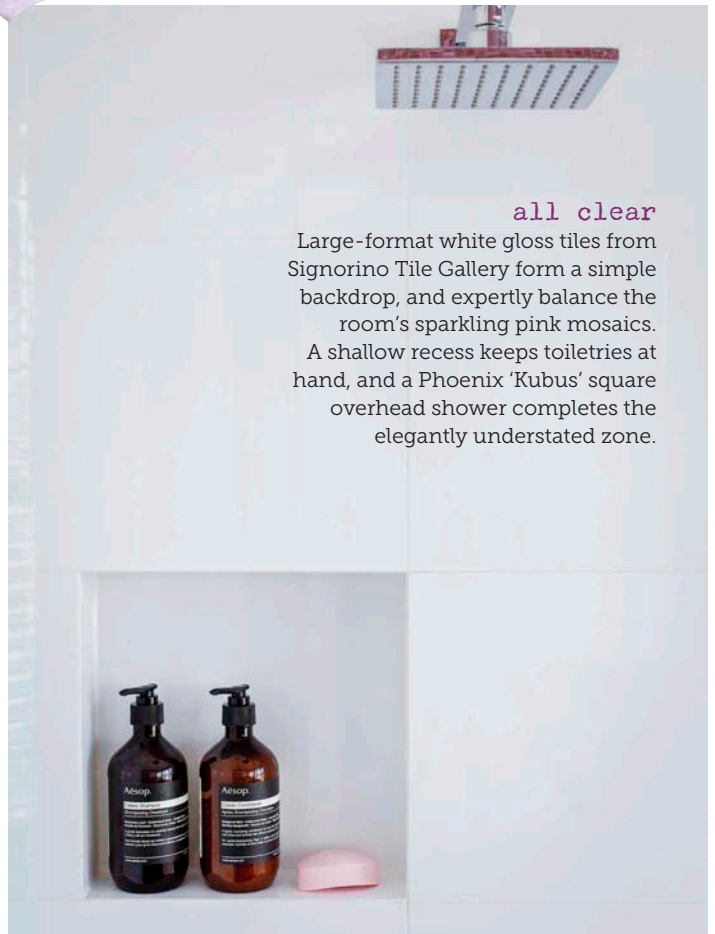 all clear
Large-format white gloss tiles from
Signorino Tile Gallery form a simple
backdrop, and expertly balance the
room’s sparkling pink mosaics.
A shallow recess keeps toiletries at
hand, and a Phoenix ‘Kubus’ square
overhead shower completes the
elegantly understated zone.
Aēsop.
Aēsop.